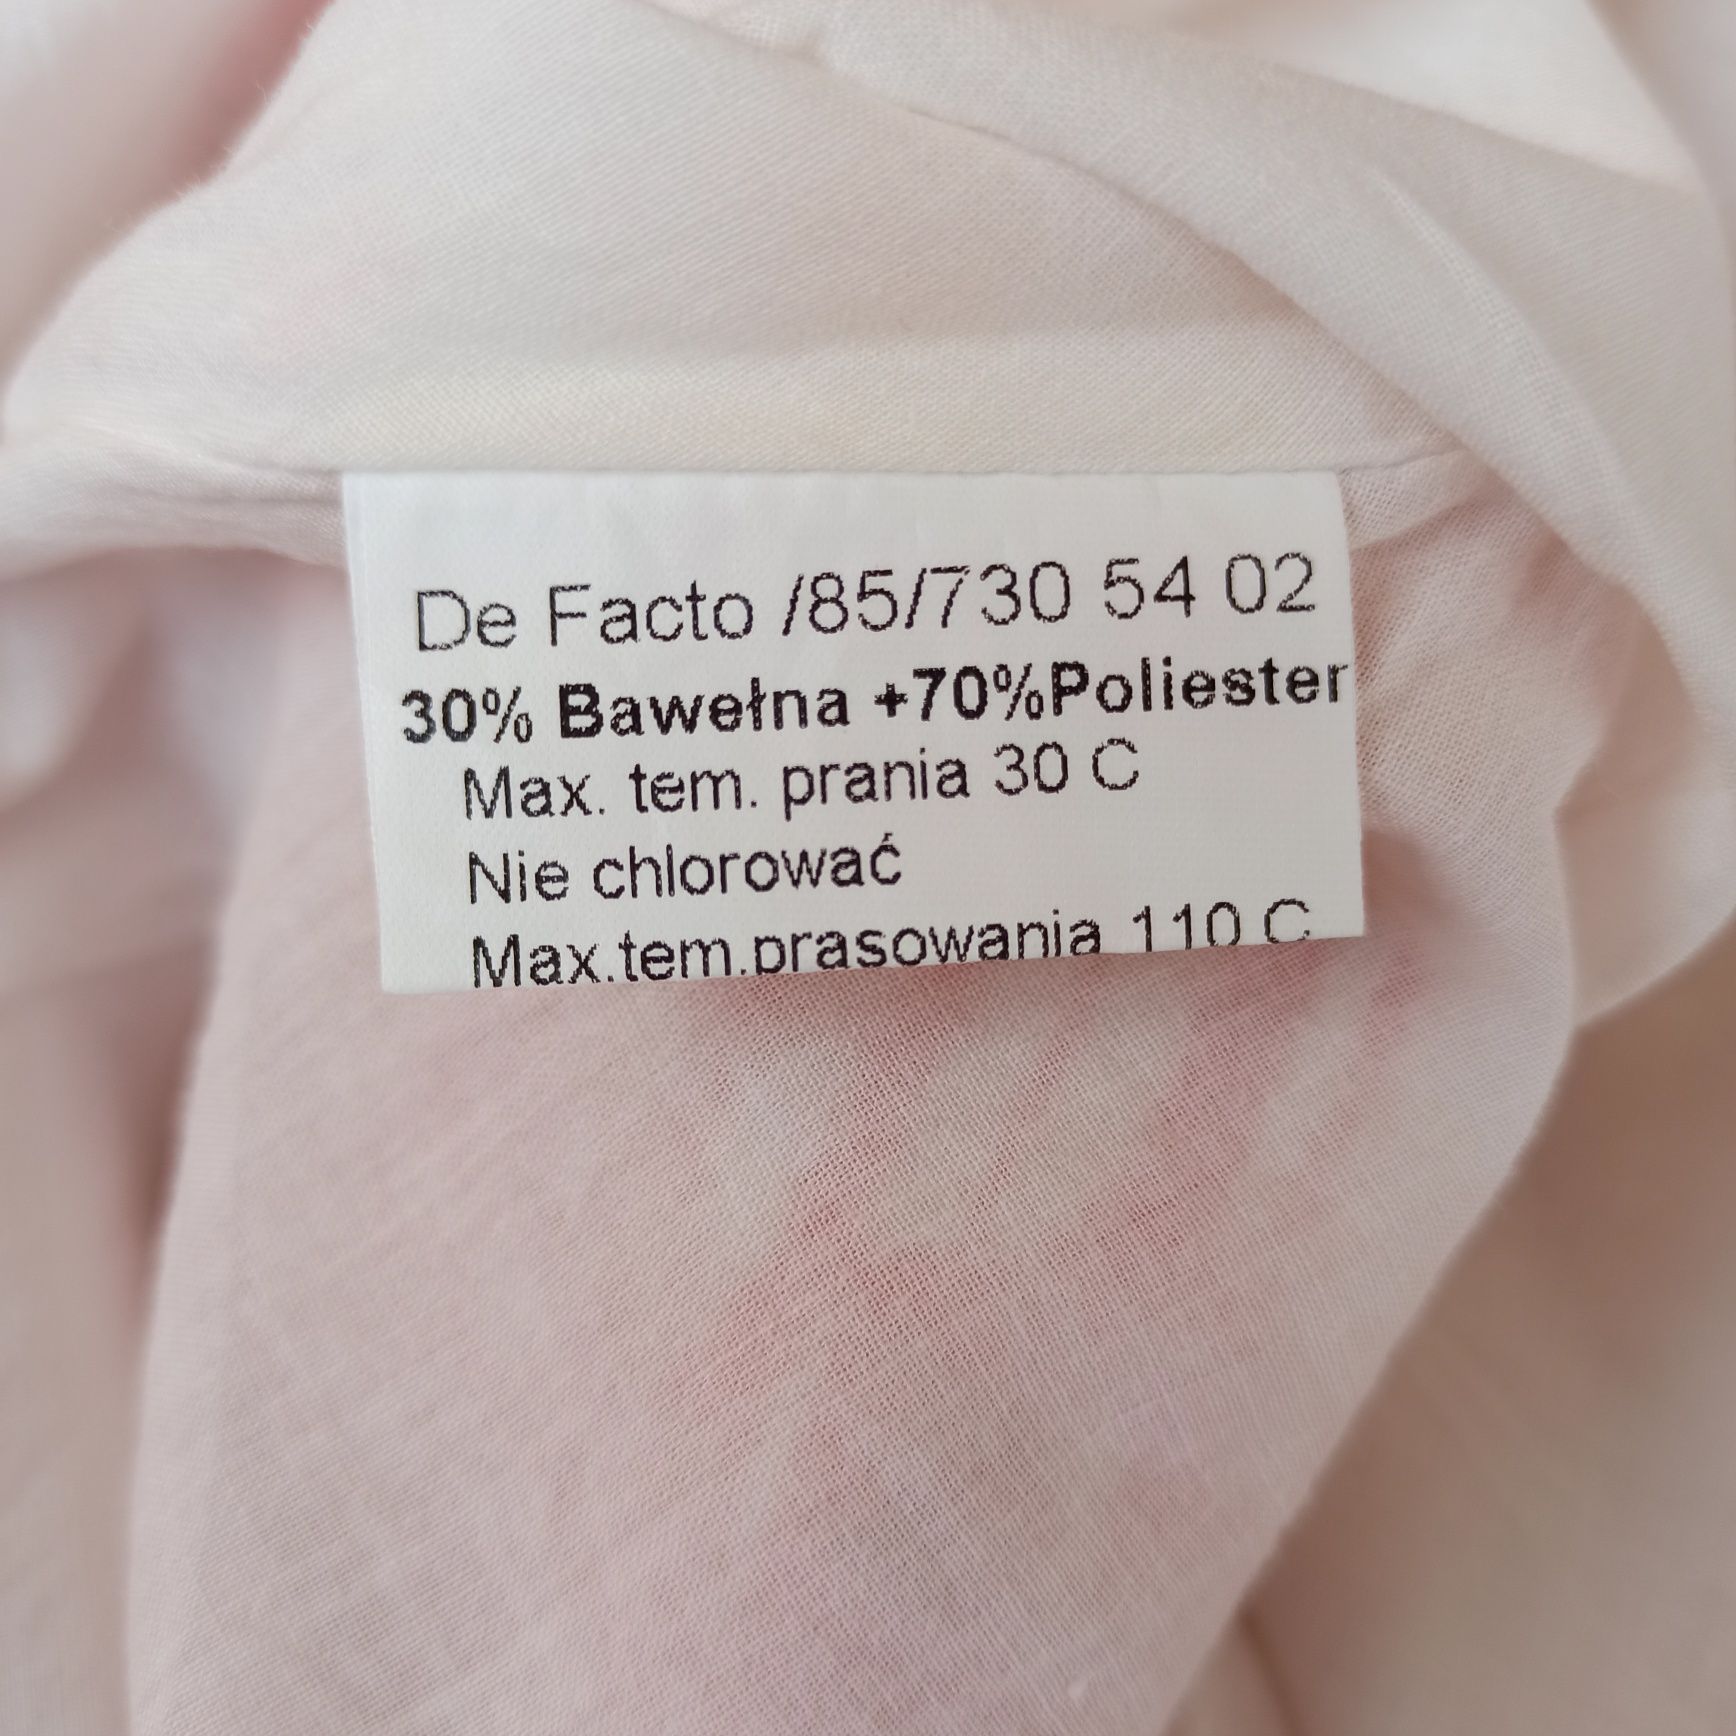 De Facto /85/730 54 02
30% Bawełna +70%Poliester
Max. tem. prania 30 C
Nie chlorować
Max.tem.prasowania 110 C